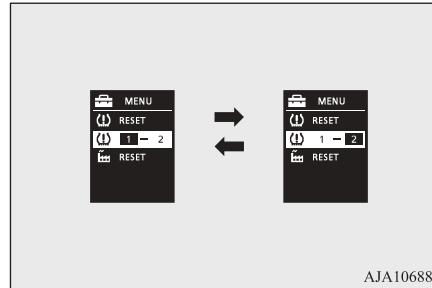 MENU
RESET
1 – 2
RESET
MENU
RESET
1 – 2
RESET
AJA10688